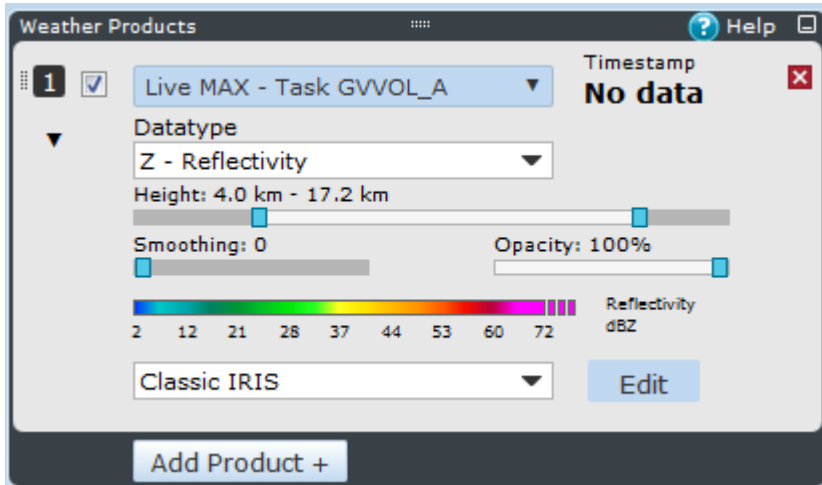 Weather Products Help
1 Live MAX - Task GVVOL_A Timestamp
No data
Datatype
Z - Reflectivity
Height: 4.0 km - 17.2 km
Smoothing: 0 Opacity: 100%
2 12 21 28 37 44 53 60 72 Reflectivity
dBZ
Classic IRIS Edit
Add Product +